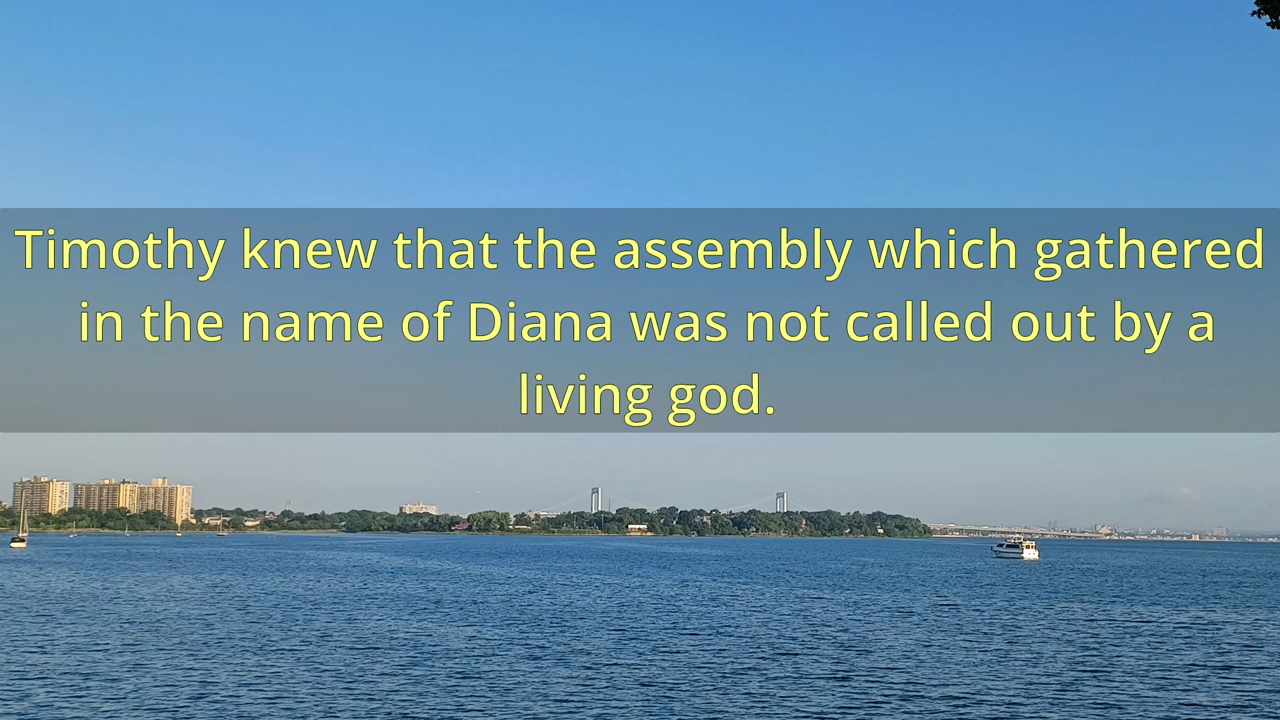 Timothy knew that the assembly which gathered
in the name of Diana was not called out by a
living god.